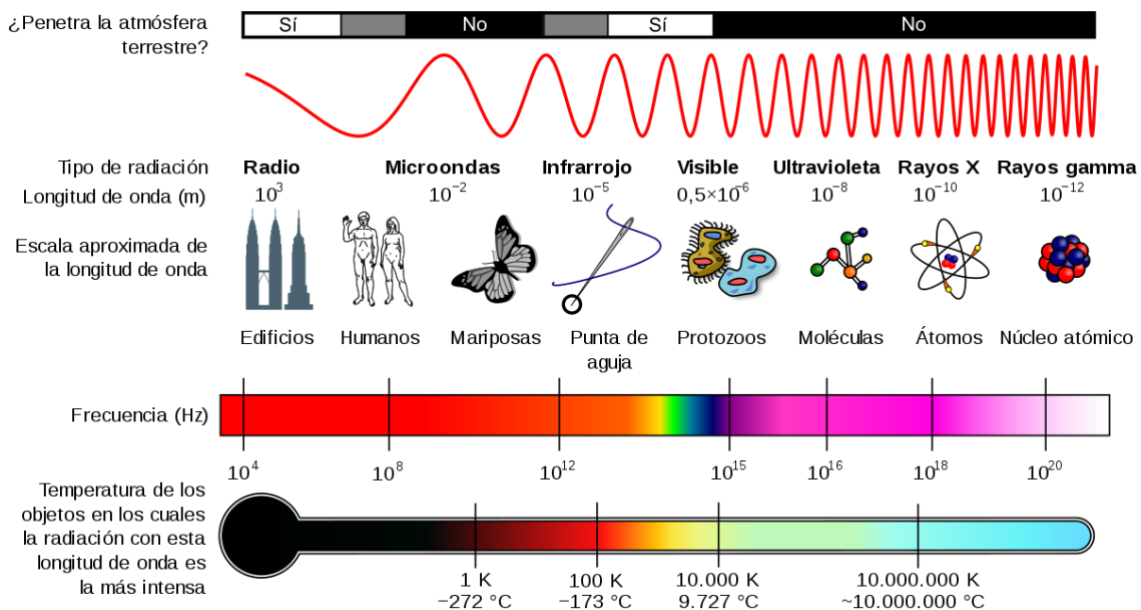 ¿Penetra la atmósfera
terrestre?
Sí No Sí No
Tipo de radiación Radio Microondas Infrarrojo Visible Ultravioleta Rayos X Rayos gamma
Longitud de onda (m) 10³ 10⁻² 10⁻⁵ 0,5×10⁻⁶ 10⁻⁸ 10⁻¹⁰ 10⁻¹²
Escala aproximada de
la longitud de onda
Edificios Humanos Mariposas Punta de
aguja Protozoos Moléculas Átomos Núcleo atómico
Frecuencia (Hz)
10⁴ 10⁸ 10¹² 10¹⁵ 10¹⁶ 10¹⁸ 10²⁰
Temperatura de los
objetos en los cuales
la radiación con esta
longitud de onda es
la más intensa
1 K 100 K 10.000 K 10.000.000 K
−272 °C −173 °C 9.727 °C ~10.000.000 °C